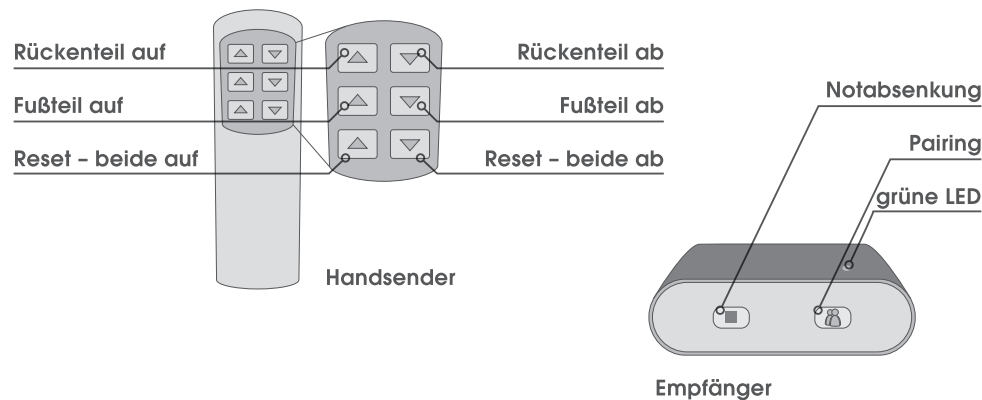 Rückenteil auf
Rückenteil ab
Fußteil auf
Fußteil ab
Reset – beide auf
Reset – beide ab
Handsender
Notabsenkung
Pairing
grüne LED
Empfänger